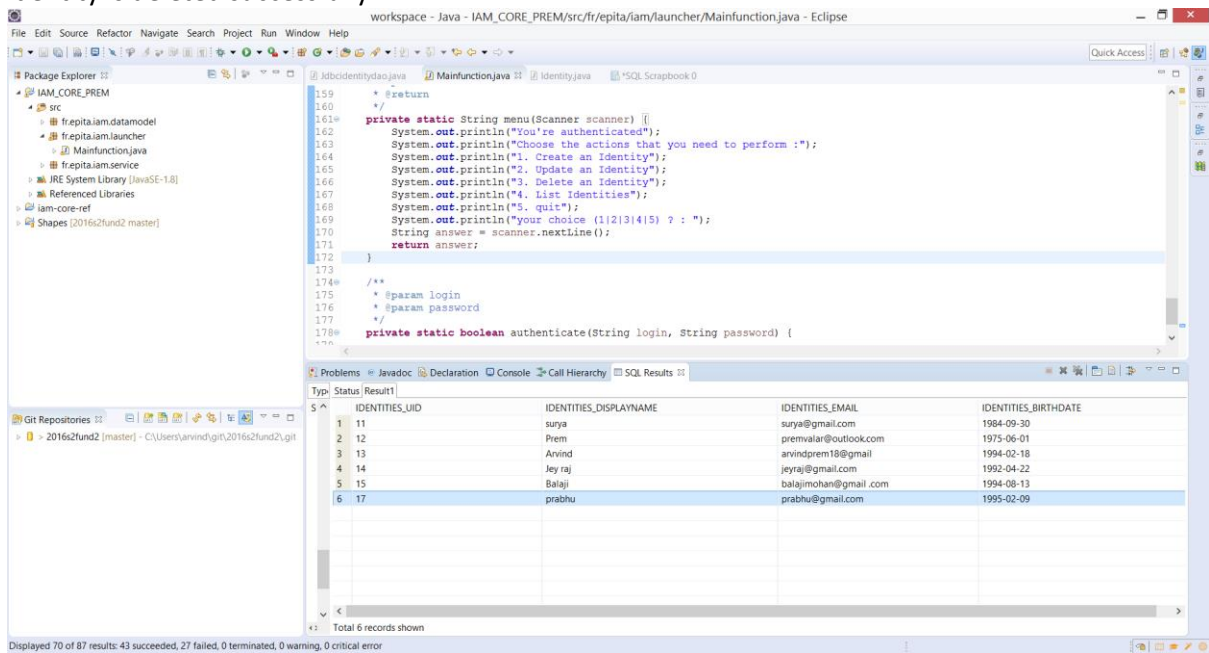 workspace - Java - IAM_CORE_PREM/src/fr/epita/iam/launcher/Mainfunction.java - Eclipse
File Edit Source Refactor Navigate Search Project Run Window Help
Quick Access
Package Explorer
IAM_CORE_PREM
src
fr.epita.iam.datamodel
fr.epita.iam.launcher
Mainfunction.java
fr.epita.iam.service
JRE System Library [JavaSE-1.8]
Referenced Libraries
iam-core-ref
Shapes [2016s2fund2 master]
Git Repositories
> 2016s2fund2 [master] - C:\Users\arvind\git\2016s2fund2\.git
Jdbcidentitydao.java Mainfunction.java Identity.java *SQL Scrapbook 0
159 * @return
160 */
161 private static String menu(Scanner scanner) {
162 System.out.println("You're authenticated");
163 System.out.println("Choose the actions that you need to perform :");
164 System.out.println("1. Create an Identity");
165 System.out.println("2. Update an Identity");
166 System.out.println("3. Delete an Identity");
167 System.out.println("4. List Identities");
168 System.out.println("5. quit");
169 System.out.println("your choice (1|2|3|4|5) ? : ");
170 String answer = scanner.nextLine();
171 return answer;
172 }
173
174 /**
175 * @param login
176 * @param password
177 */
178 private static boolean authenticate(String login, String password) {
Problems Javadoc Declaration Console Call Hierarchy SQL Results
Status Result1
IDENTITIES_UID IDENTITIES_DISPLAYNAME IDENTITIES_EMAIL IDENTITIES_BIRTHDATE
1 11 surya surya@gmail.com 1984-09-30
2 12 Prem premvalar@outlook.com 1975-06-01
3 13 Arvind arvindprem18@gmail 1994-02-18
4 14 Jey raj jeyraj@gmail.com 1992-04-22
5 15 Balaji balajimohan@gmail .com 1994-08-13
6 17 prabhu prabhu@gmail.com 1995-02-09
Total 6 records shown
Displayed 70 of 87 results: 43 succeeded, 27 failed, 0 terminated, 0 warning, 0 critical error